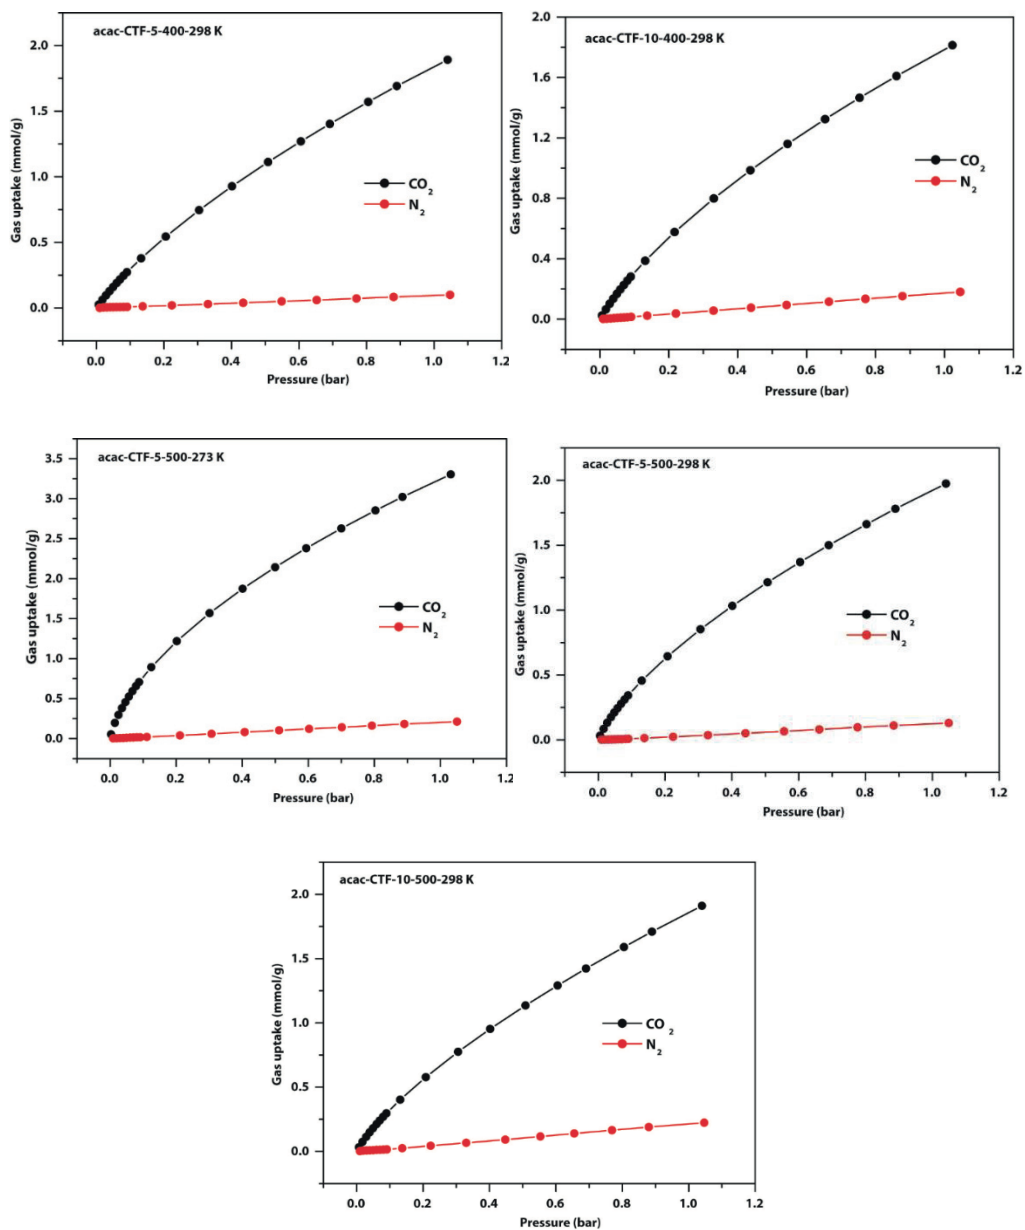 acac-CTF-5-400-298 K
2.0
1.5
1.0
0.5
0.0
Gas uptake (mmol/g)
CO2
N2
0.0 0.2 0.4 0.6 0.8 1.0 1.2
Pressure (bar)
acac-CTF-10-400-298 K
2.0
1.6
1.2
0.8
0.4
0.0
Gas uptake (mmol/g)
CO2
N2
0.0 0.2 0.4 0.6 0.8 1.0 1.2
Pressure (bar)
acac-CTF-5-500-273 K
3.5
3.0
2.5
2.0
1.5
1.0
0.5
0.0
Gas uptake (mmol/g)
CO2
N2
0.0 0.2 0.4 0.6 0.8 1.0 1.2
Pressure (bar)
acac-CTF-5-500-298 K
2.0
1.5
1.0
0.5
0.0
Gas uptake (mmol/g)
CO2
N2
0.0 0.2 0.4 0.6 0.8 1.0 1.2
Pressure (bar)
acac-CTF-10-500-298 K
2.0
1.5
1.0
0.5
0.0
Gas uptake (mmol/g)
CO2
N2
0.0 0.2 0.4 0.6 0.8 1.0 1.2
Pressure (bar)